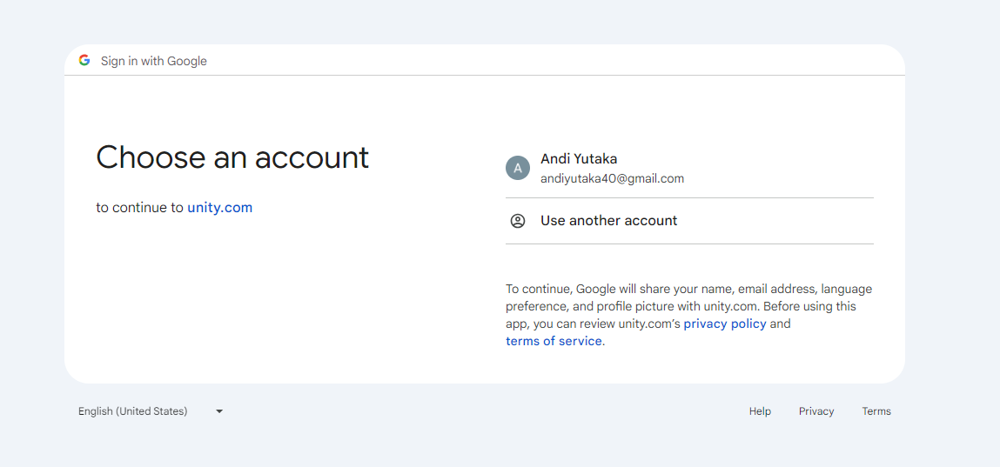 Sign in with Google
Choose an account
to continue to unity.com
A
Andi Yutaka
andiyutaka40@gmail.com
Use another account
To continue, Google will share your name, email address, language
preference, and profile picture with unity.com. Before using this
app, you can review unity.com’s privacy policy and
terms of service.
English (United States)
Help
Privacy
Terms